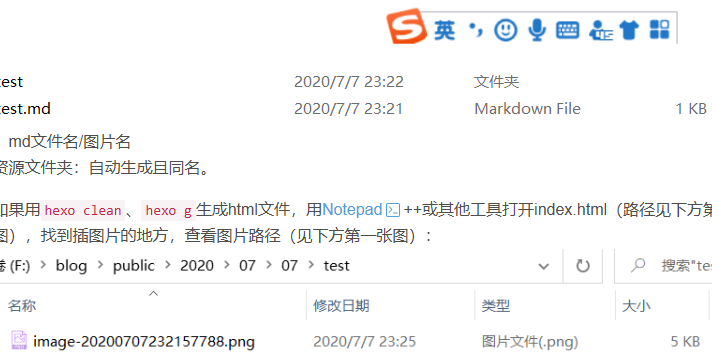 英
test 2020/7/7 23:22 文件夹
test.md 2020/7/7 23:21 Markdown File 1 KB
md文件名/图片名
资源文件夹：自动生成且同名。
如果用 hexo clean 、 hexo g 生成html文件，用Notepad ++或其他工具打开index.html（路径见下方第
图），找到插图片的地方，查看图片路径（见下方第一张图）：
卷 (F:) > blog > public > 2020 > 07 > 07 > test 搜索"te
名称 修改日期 类型 大小
image-20200707232157788.png 2020/7/7 23:25 图片文件(.png) 5 KB